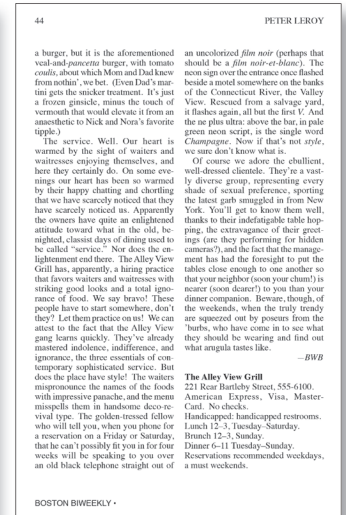 44
PETER LEROY
a burger, but it is the aforementioned
veal-and-pancetta burger, with tomato
coulis, about which Mom and Dad knew
from nothin', we bet. (Even Dad's mar-
tini gets the snicker treatment. It's just
a frozen ginsicle, minus the touch of
vermouth that would elevate it from an
anaesthetic to Nick and Nora's favorite
tipple.)
The service. Well. Our heart is
warmed by the sight of waiters and
waitresses enjoying themselves, and
here they certainly do. On some eve-
nings our heart has been so warmed
by their happy chatting and chortling
that we have scarcely noticed that they
have scarcely noticed us. Apparently
the owners have quite an enlightened
attitude toward what in the old, be-
nighted, classist days of dining used to
be called “service.” Nor does the en-
lightenment end there. The Alley View
Grill has, apparently, a hiring practice
that favors waiters and waitresses with
striking good looks and a total igno-
rance of food. We say bravo! These
people have to start somewhere, don't
they? Let them practice on us! We can
attest to the fact that the Alley View
gang learns quickly. They've already
mastered indolence, indifference, and
ignorance, the three essentials of con-
temporary sophisticated service. But
does the place have style! The waiters
mispronounce the names of the foods
with impressive panache, and the menu
misspells them in handsome deco-re-
vival type. The golden-tressed fellow
who will tell you, when you phone for
a reservation on a Friday or Saturday,
that he can't possibly fit you in for four
weeks will be speaking to you over
an old black telephone straight out of
an uncolorized film noir (perhaps that
should be a film noir-et-blanc). The
neon sign over the entrance once flashed
beside a motel somewhere on the banks
of the Connecticut River, the Valley
View. Rescued from a salvage yard,
it flashes again, all but the first V. And
the ne plus ultra: above the bar, in pale
green neon script, is the single word
Champagne. Now if that's not style,
we sure don't know what is.
Of course we adore the ebullient,
well-dressed clientele. They're a vast-
ly diverse group, representing every
shade of sexual preference, sporting
the latest garb smuggled in from New
York. You'll get to know them well,
thanks to their indefatigable table hop-
ping, the extravagance of their greet-
ings (are they performing for hidden
cameras?), and the fact that the manage-
ment has had the foresight to put the
tables close enough to one another so
that your neighbor (soon your chum!) is
nearer (soon dearer!) to you than your
dinner companion. Beware, though, of
the weekends, when the truly trendy
are squeezed out by poseurs from the
'burbs, who have come in to see what
they should be wearing and find out
what arugula tastes like.
—BWB
The Alley View Grill
221 Rear Bartleby Street, 555-6100.
American Express, Visa, Master-
Card. No checks.
Handicapped: handicapped restrooms.
Lunch 12–3, Tuesday–Saturday.
Brunch 12–3, Sunday.
Dinner 6–11 Tuesday–Sunday.
Reservations recommended weekdays,
a must weekends.
BOSTON BIWEEKLY •